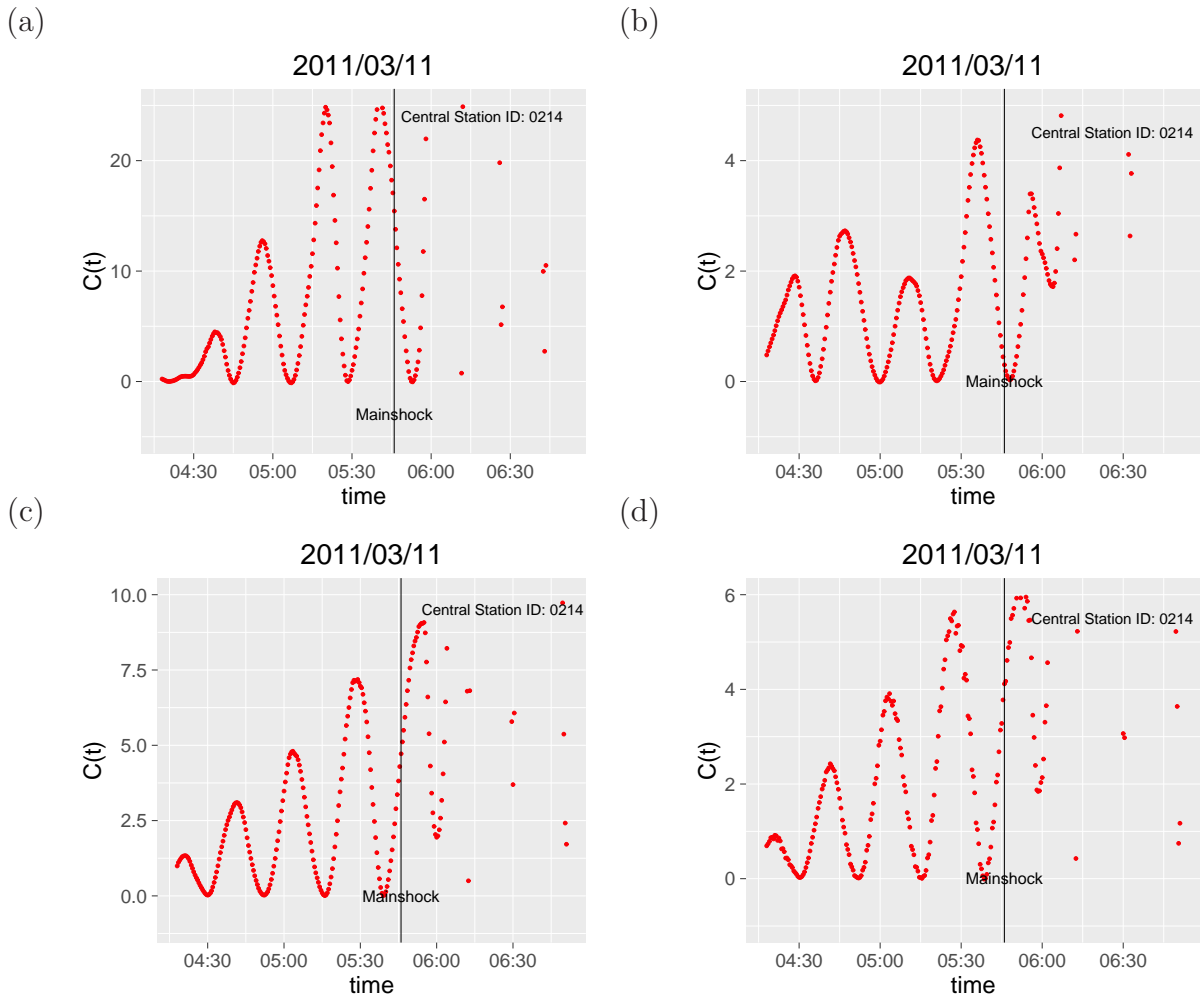 (a)
2011/03/11
Central Station ID: 0214
Mainshock
C(t)
20
10
0
04:30 05:00 05:30 06:00 06:30
time
(b)
2011/03/11
Central Station ID: 0214
Mainshock
C(t)
4
2
0
04:30 05:00 05:30 06:00 06:30
time
(c)
2011/03/11
Central Station ID: 0214
Mainshock
C(t)
10.0
7.5
5.0
2.5
0.0
04:30 05:00 05:30 06:00 06:30
time
(d)
2011/03/11
Central Station ID: 0214
Mainshock
C(t)
6
4
2
0
04:30 05:00 05:30 06:00 06:30
time